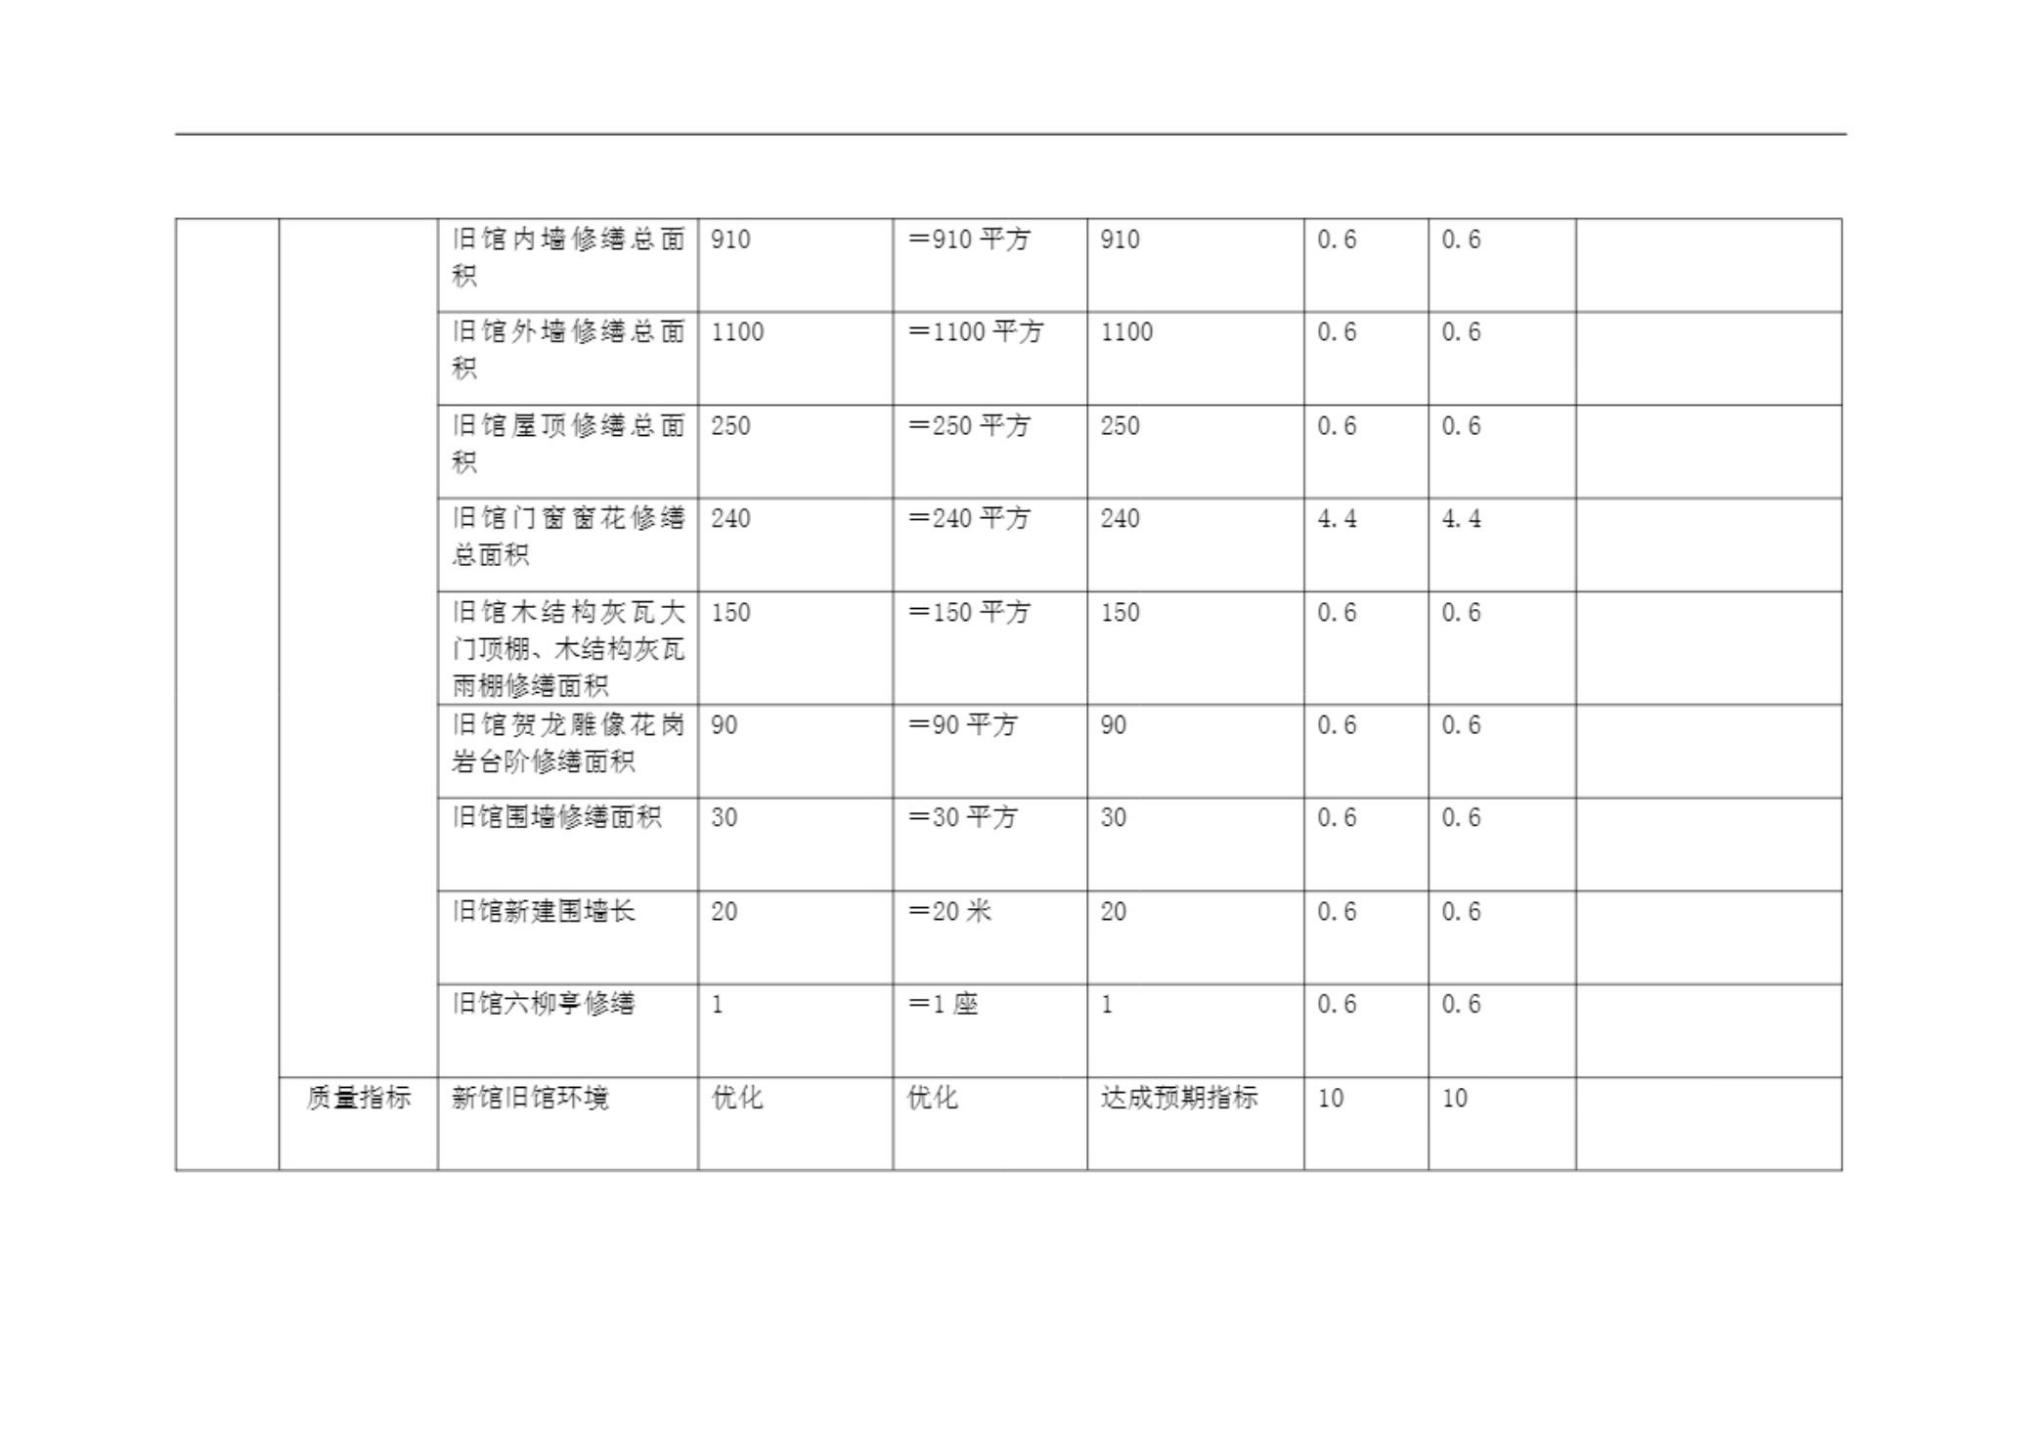 旧馆内墙修缮总面 910 =910 平方 910 0.6 0.6
积
旧馆外墙修缮总面 1100 =1100 平方 1100 0.6 0.6
积
旧馆屋顶修缮总面 250 =250 平方 250 0.6 0.6
积
旧馆门窗窗花修缮 240 =240 平方 240 4.4 4.4
总面积
旧馆木结构灰瓦大 150 =150 平方 150 0.6 0.6
门顶棚、木结构灰瓦
雨棚修缮面积
旧馆贺龙雕像花岗 90 =90 平方 90 0.6 0.6
岩台阶修缮面积
旧馆围墙修缮面积 30 =30 平方 30 0.6 0.6
旧馆新建围墙长 20 =20 米 20 0.6 0.6
旧馆六柳亭修缮 1 =1 座 1 0.6 0.6
质量指标 新馆旧馆环境 优化 优化 达成预期指标 10 10